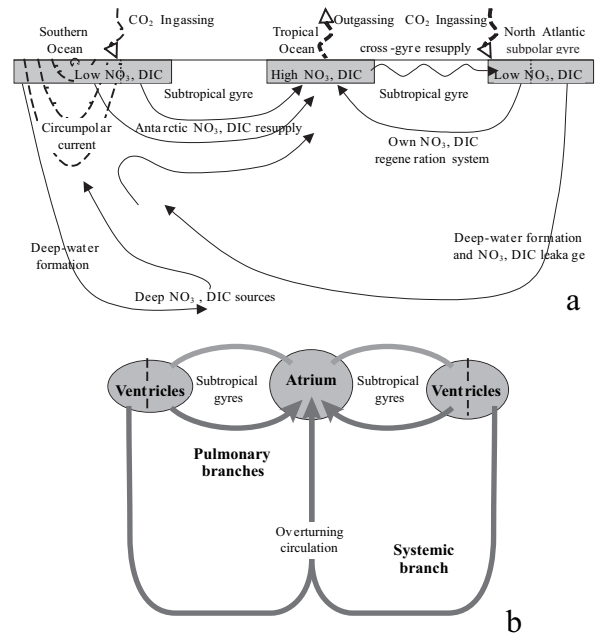 CO₂ Ingassing
Outgassing
CO₂ Ingassing
Southern
Ocean
Tropical
Ocean
North Atlantic
subpolar gyre
cross-gyre resupply
Low NO₃, DIC
High NO₃, DIC
Low NO₃, DIC
Subtropical gyre
Subtropical gyre
Circumpolar
current
Antarctic NO₃, DIC resupply
Own NO₃, DIC
regeneration system
Deep-water
formation
Deep-water formation
and NO₃, DIC leakage
Deep NO₃, DIC sources
a
Ventricles
Subtropical
gyres
Atrium
Subtropical
gyres
Ventricles
Pulmonary
branches
Overturning
circulation
Systemic
branch
b